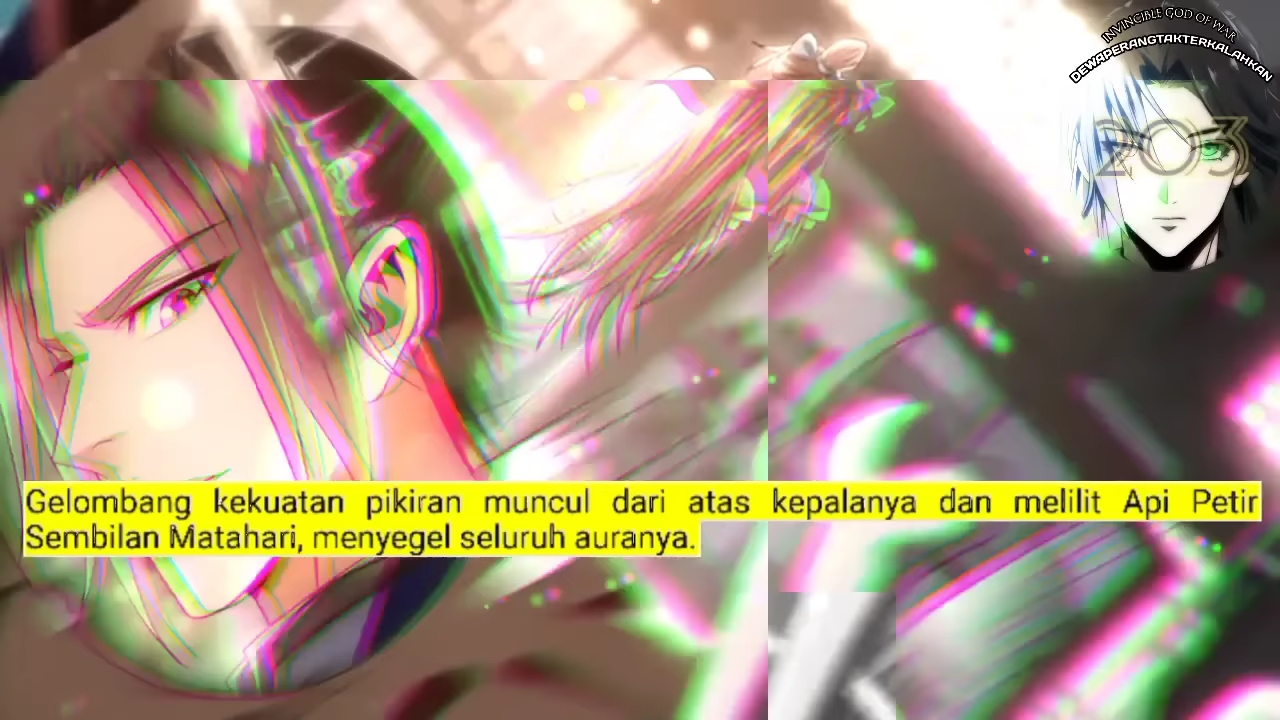 INVINCIBLE GOD OF WAR
DEWAPERANGTAKTERKALAHKAN
203
Gelombang kekuatan pikiran muncul dari atas kepalanya dan melilit Api Petir
Sembilan Matahari, menyegel seluruh auranya.